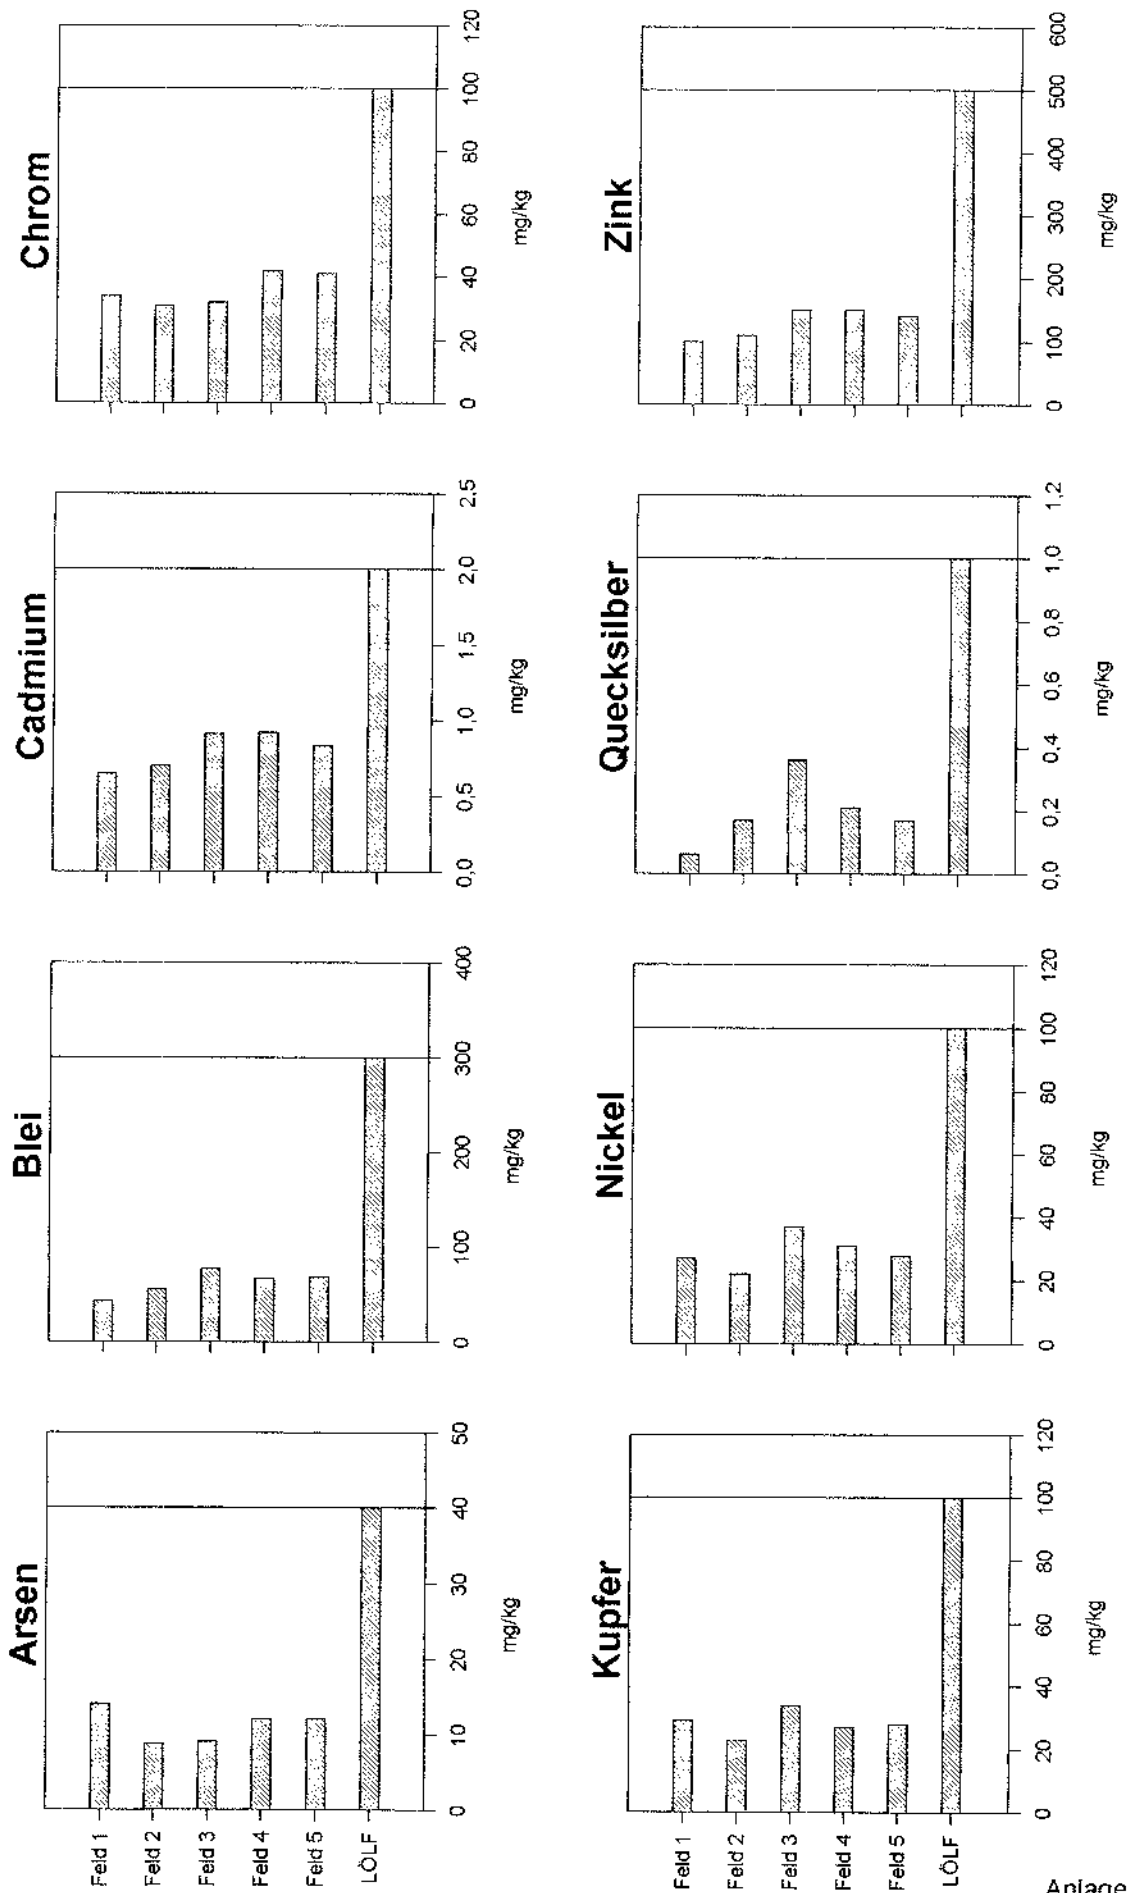 Arsen
Feld 1
Feld 2
Feld 3
Feld 4
Feld 5
LÖLF
0 10 20 30 40 50
mg/kg
Blei
0 100 200 300 400
mg/kg
Cadmium
0,0 0,5 1,0 1,5 2,0 2,5
mg/kg
Chrom
0 20 40 60 80 100 120
mg/kg
Kupfer
Feld 1
Feld 2
Feld 3
Feld 4
Feld 5
LÖLF
0 20 40 60 80 100 120
mg/kg
Nickel
0 20 40 60 80 100 120
mg/kg
Quecksilber
0,0 0,2 0,4 0,6 0,8 1,0 1,2
mg/kg
Zink
0 100 200 300 400 500 600
mg/kg
Anlage